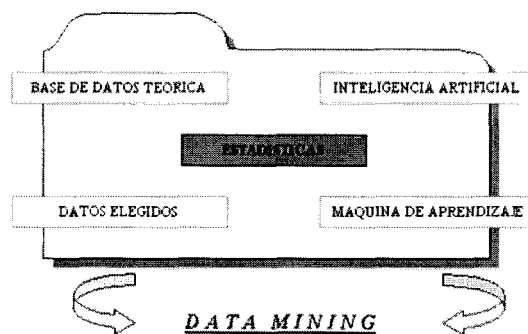 BASE DE DATOS TEORICA
INTELIGENCIA ARTIFICIAL
ESTADISTICAS
DATOS ELEGIDOS
MAQUINA DE APRENDIZAJE
DATA MINING